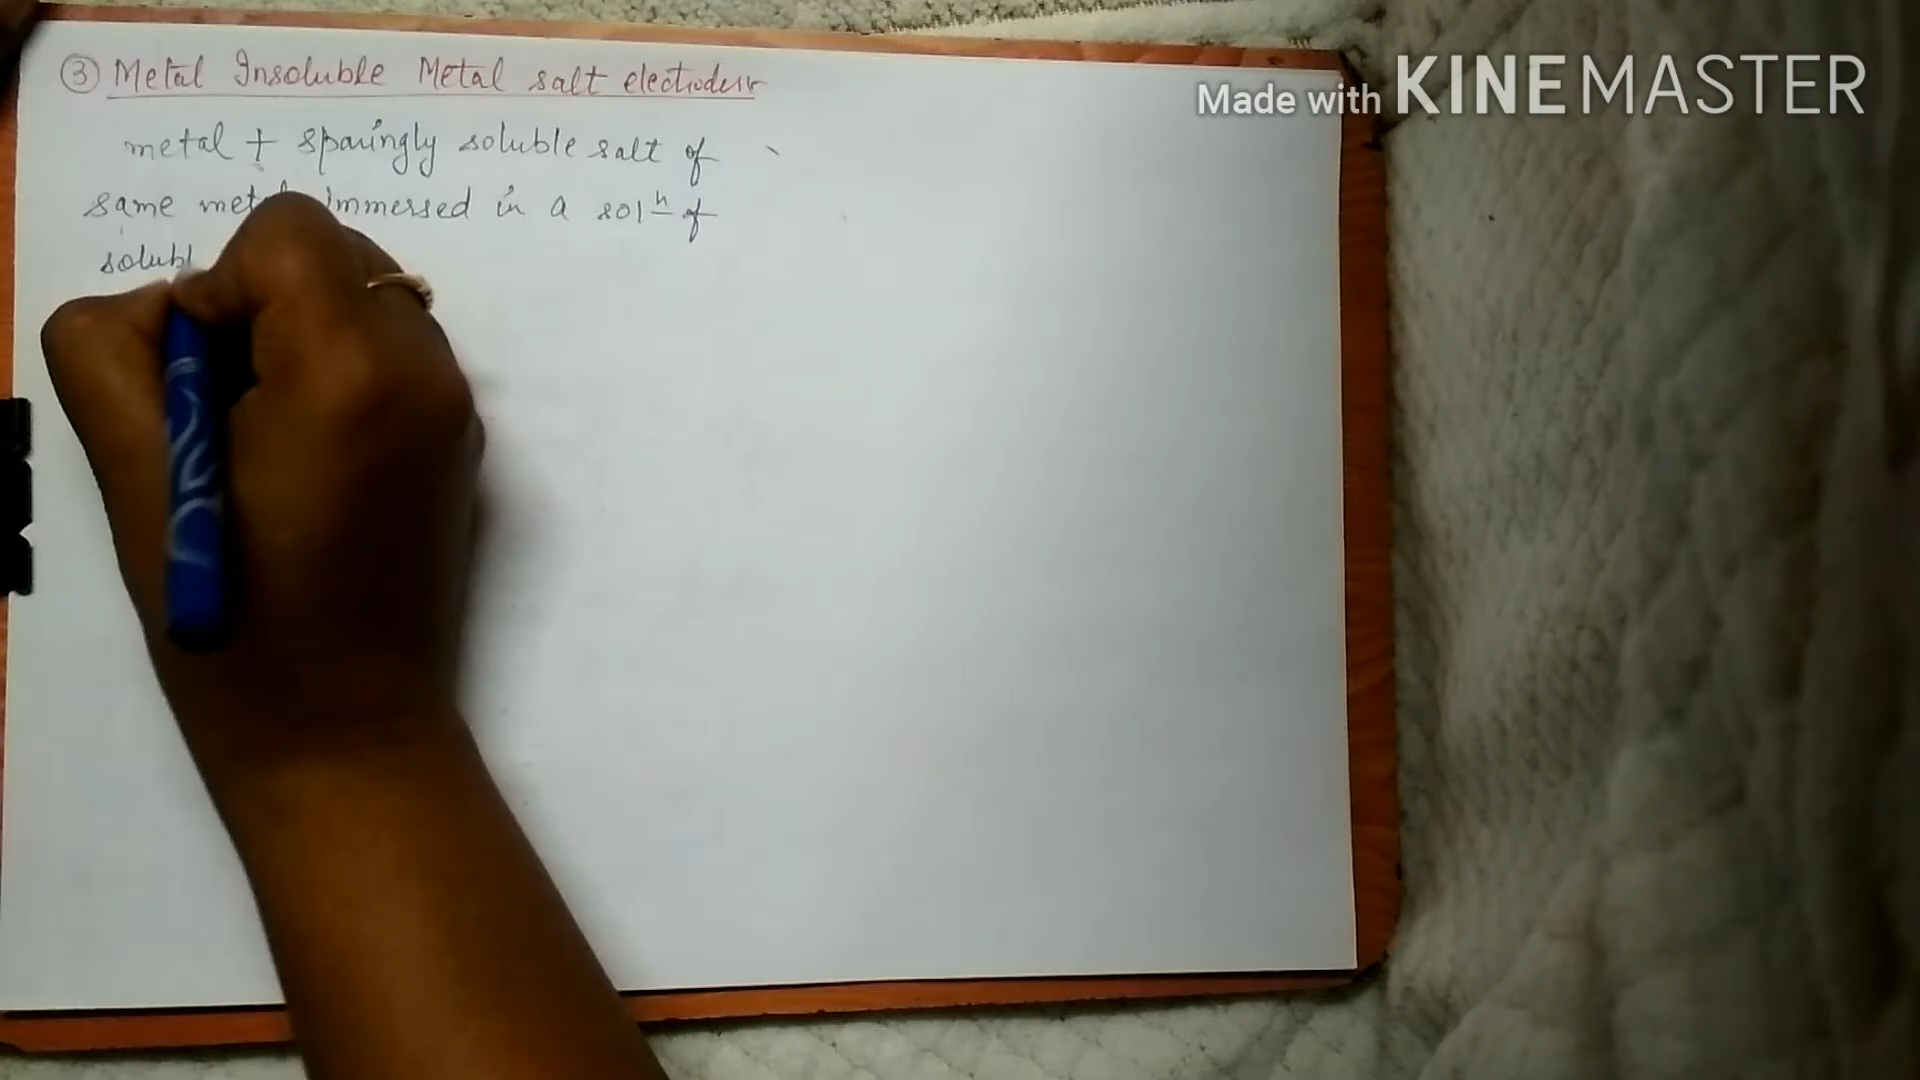 ③ Metal Insoluble Metal salt electrodes
Made with KINEMASTER
metal + sparingly soluble salt of
same metal immersed in a solⁿ of
solubl